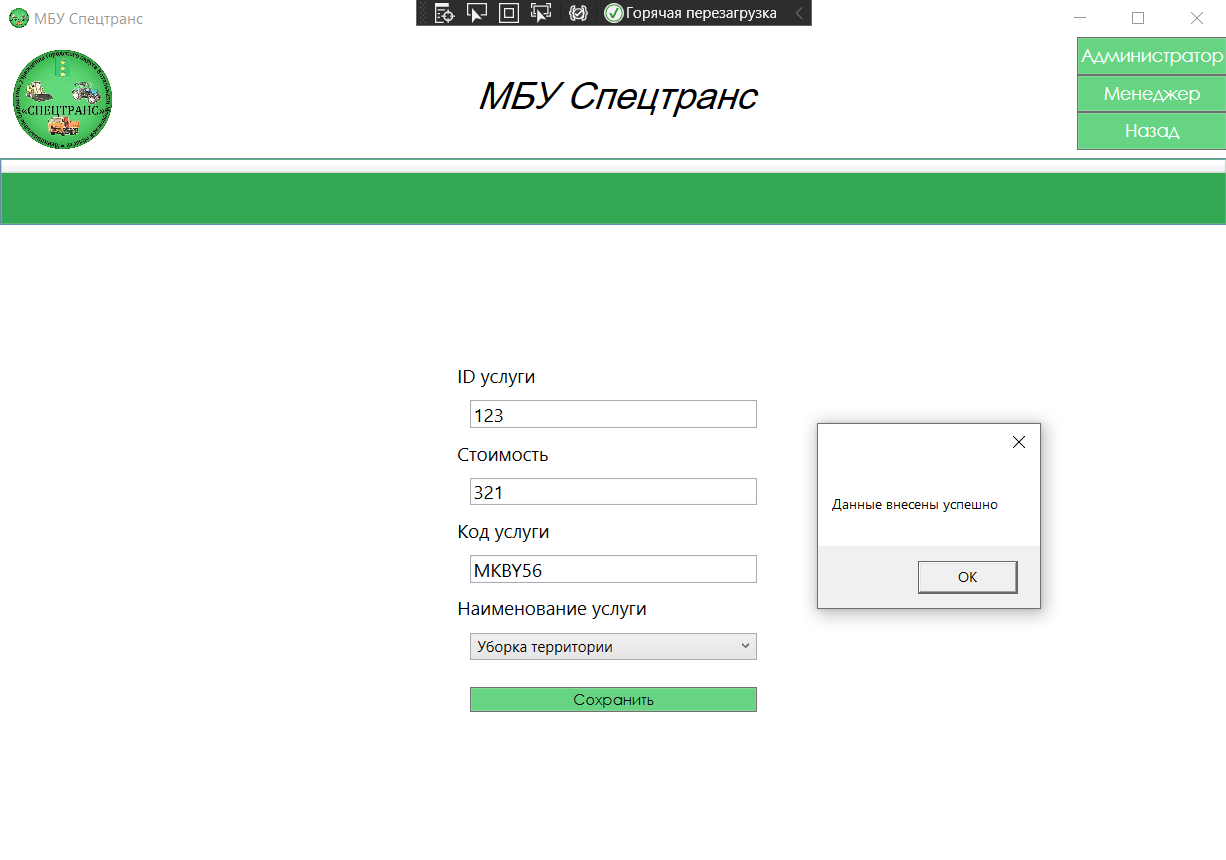 МБУ Спецтранс
Горячая перезагрузка
Администратор
Менеджер
Назад
«СПЕЦТРАНС»
МБУ Спецтранс
ID услуги
123
Стоимость
321
Код услуги
MKBY56
Наименование услуги
Уборка территории
Сохранить
Данные внесены успешно
ОК